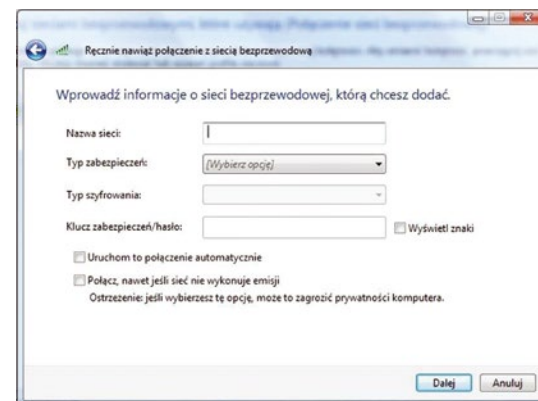 Ręcznie nawiąż połączenie z siecią bezprzewodową
Wprowadź informacje o sieci bezprzewodowej, którą chcesz dodać.
Nazwa sieci:
Typ zabezpieczeń: [Wybierz opcję]
Typ szyfrowania:
Klucz zabezpieczeń/hasło: Wyświetl znaki
Uruchom to połączenie automatycznie
Połącz, nawet jeśli sieć nie wykonuje emisji
Ostrzeżenie: jeśli wybierzesz tę opcję, może to zagrozić prywatności komputera.
Dalej Anuluj